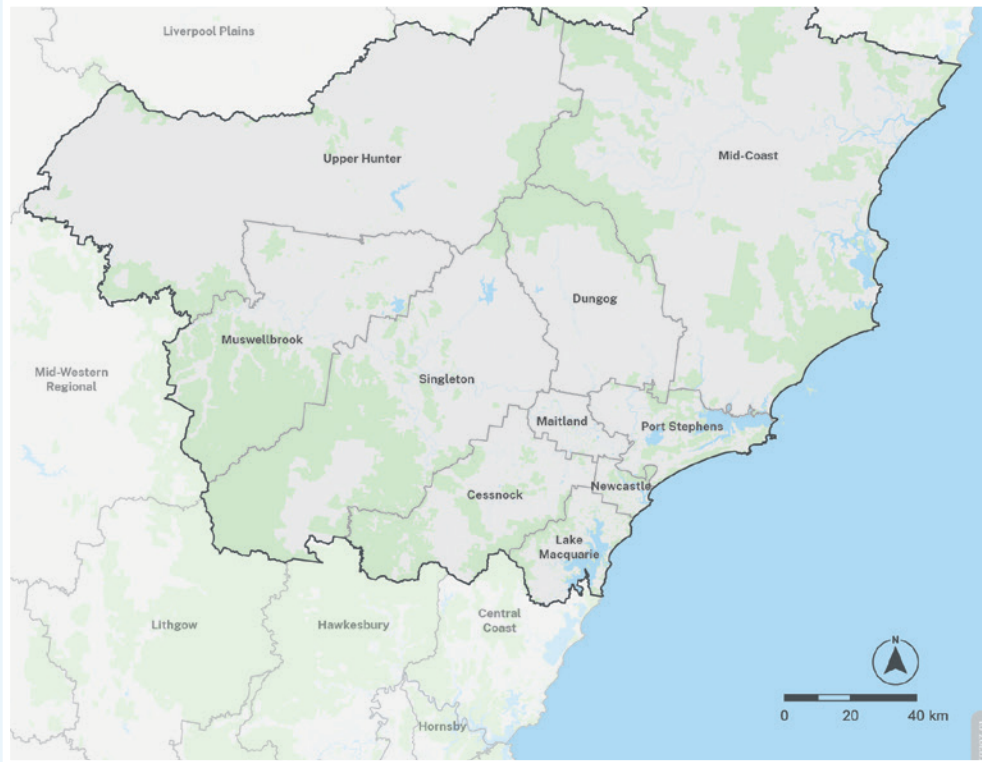 Liverpool Plains
Upper Hunter
Mid-Coast
Dungog
Muswellbrook
Mid-Western
Regional
Singleton
Maitland
Port Stephens
Newcastle
Cessnock
Lake
Macquarie
Central
Coast
Lithgow
Hawkesbury
N
Hornsby
0 20 40 km